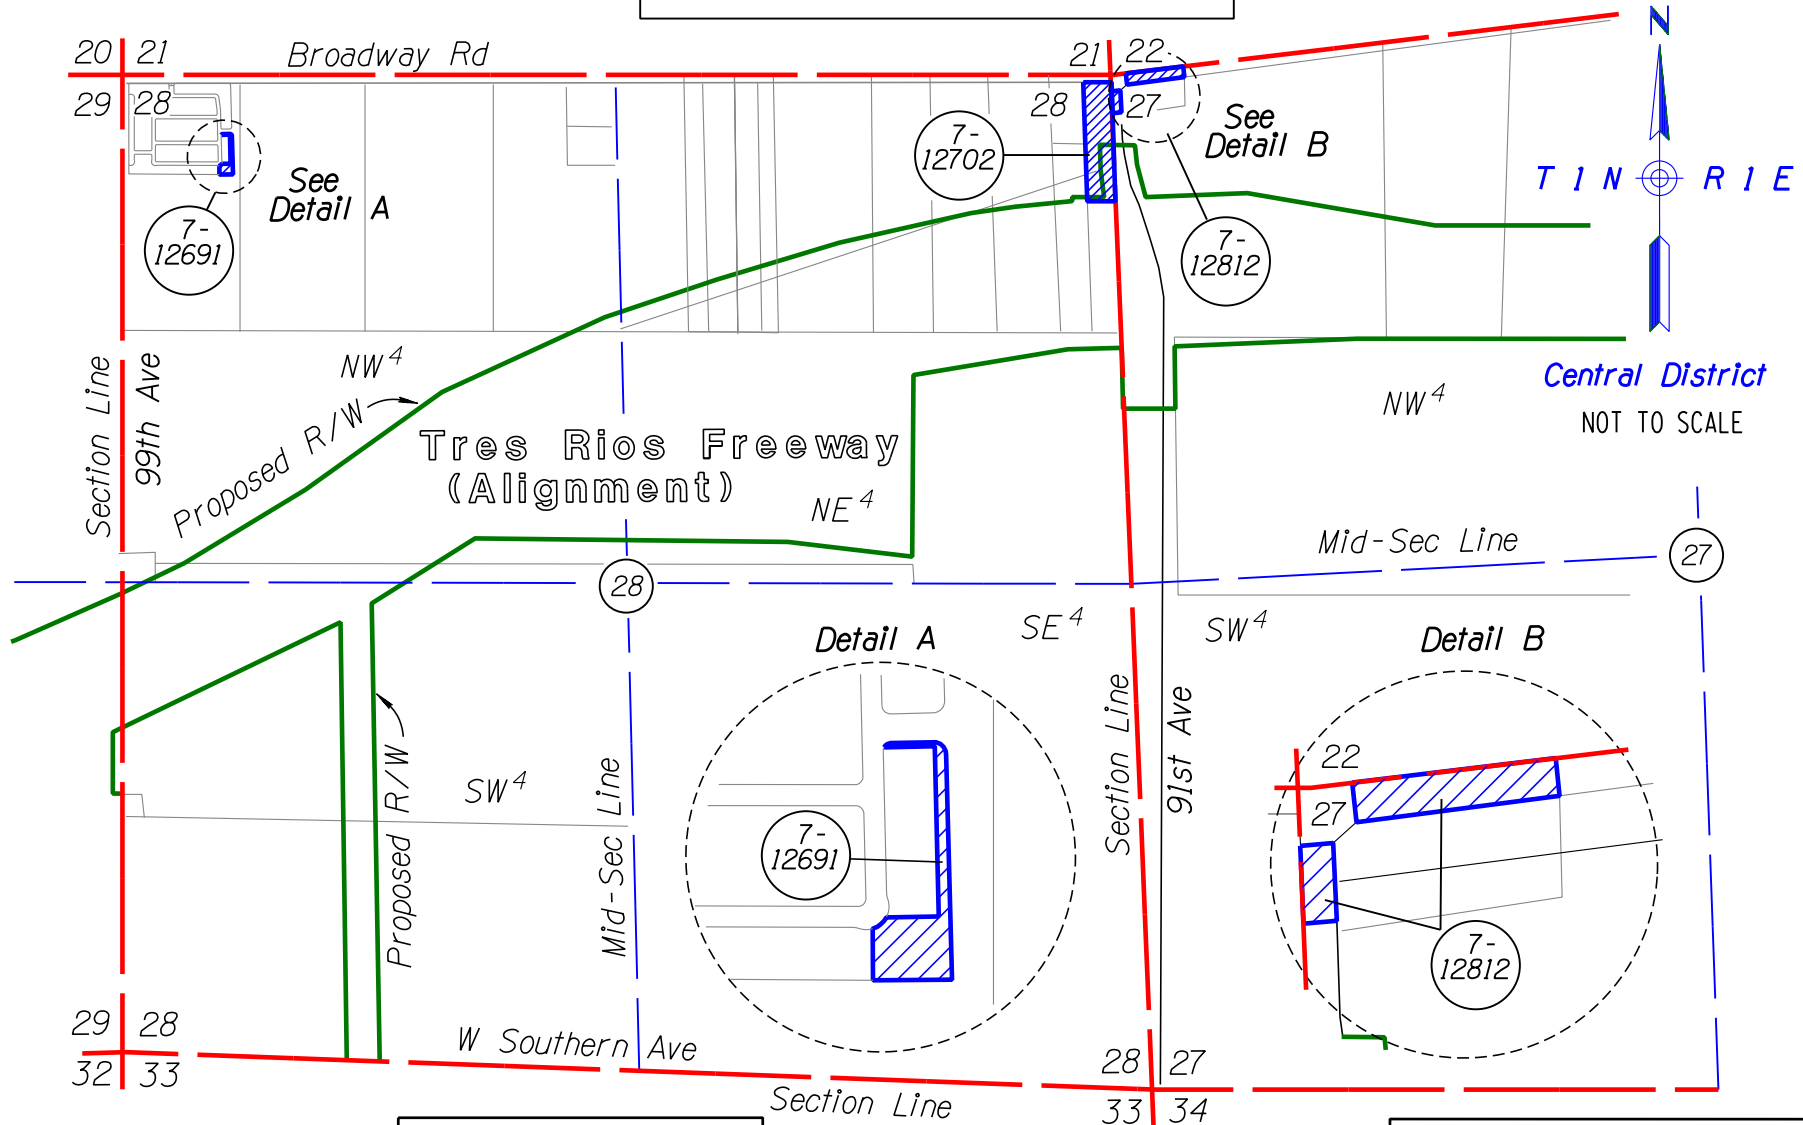 20 21
Broadway Rd
21 22
N
29 28
28 27
7-
12702
See
Detail B
See
Detail A
T 1 N R 1 E
7-
12691
7-
12812
Central District
NOT TO SCALE
Section Line
99th Ave
NW 4
NW 4
Proposed R/W
Tres Rios Freeway
(Alignment)
NE 4
Mid-Sec Line
27
28
SE 4
SW 4
Detail A
Detail B
Section Line
91st Ave
22
27
SW 4
Proposed R/W
Mid-Sec Line
7-
12691
7-
12812
29 28
W Southern Ave
28 27
32 33
Section Line
33 34